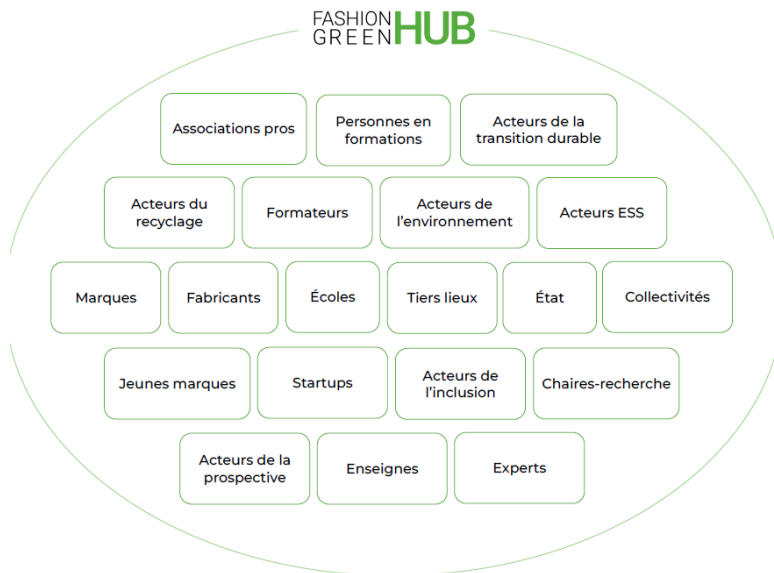 FASHION
GREEN HUB
Associations pros
Personnes en
formations
Acteurs de la
transition durable
Acteurs du
recyclage
Formateurs
Acteurs de
l'environnement
Acteurs ESS
Marques
Fabricants
Écoles
Tiers lieux
État
Collectivités
Jeunes marques
Startups
Acteurs de
l'inclusion
Chaires-recherche
Acteurs de la
prospective
Enseignes
Experts